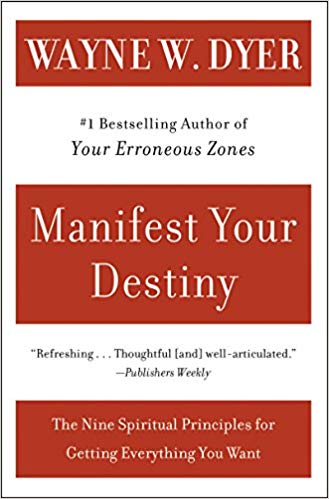 WAYNE W. DYER
#1 Bestselling Author of
Your Erroneous Zones
Manifest Your
Destiny
“Refreshing . . . Thoughtful [and] well-articulated.”
—Publishers Weekly
The Nine Spiritual Principles for
Getting Everything You Want